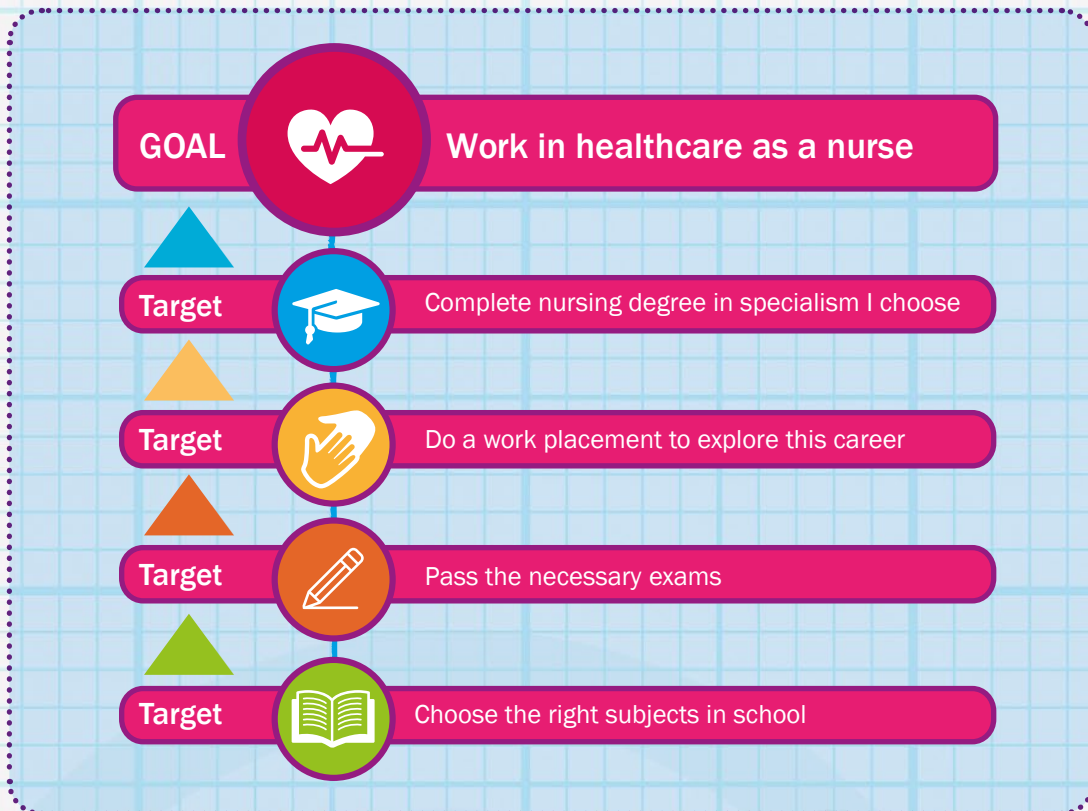 GOAL Work in healthcare as a nurse
Target Complete nursing degree in specialism I choose
Target Do a work placement to explore this career
Target Pass the necessary exams
Target Choose the right subjects in school